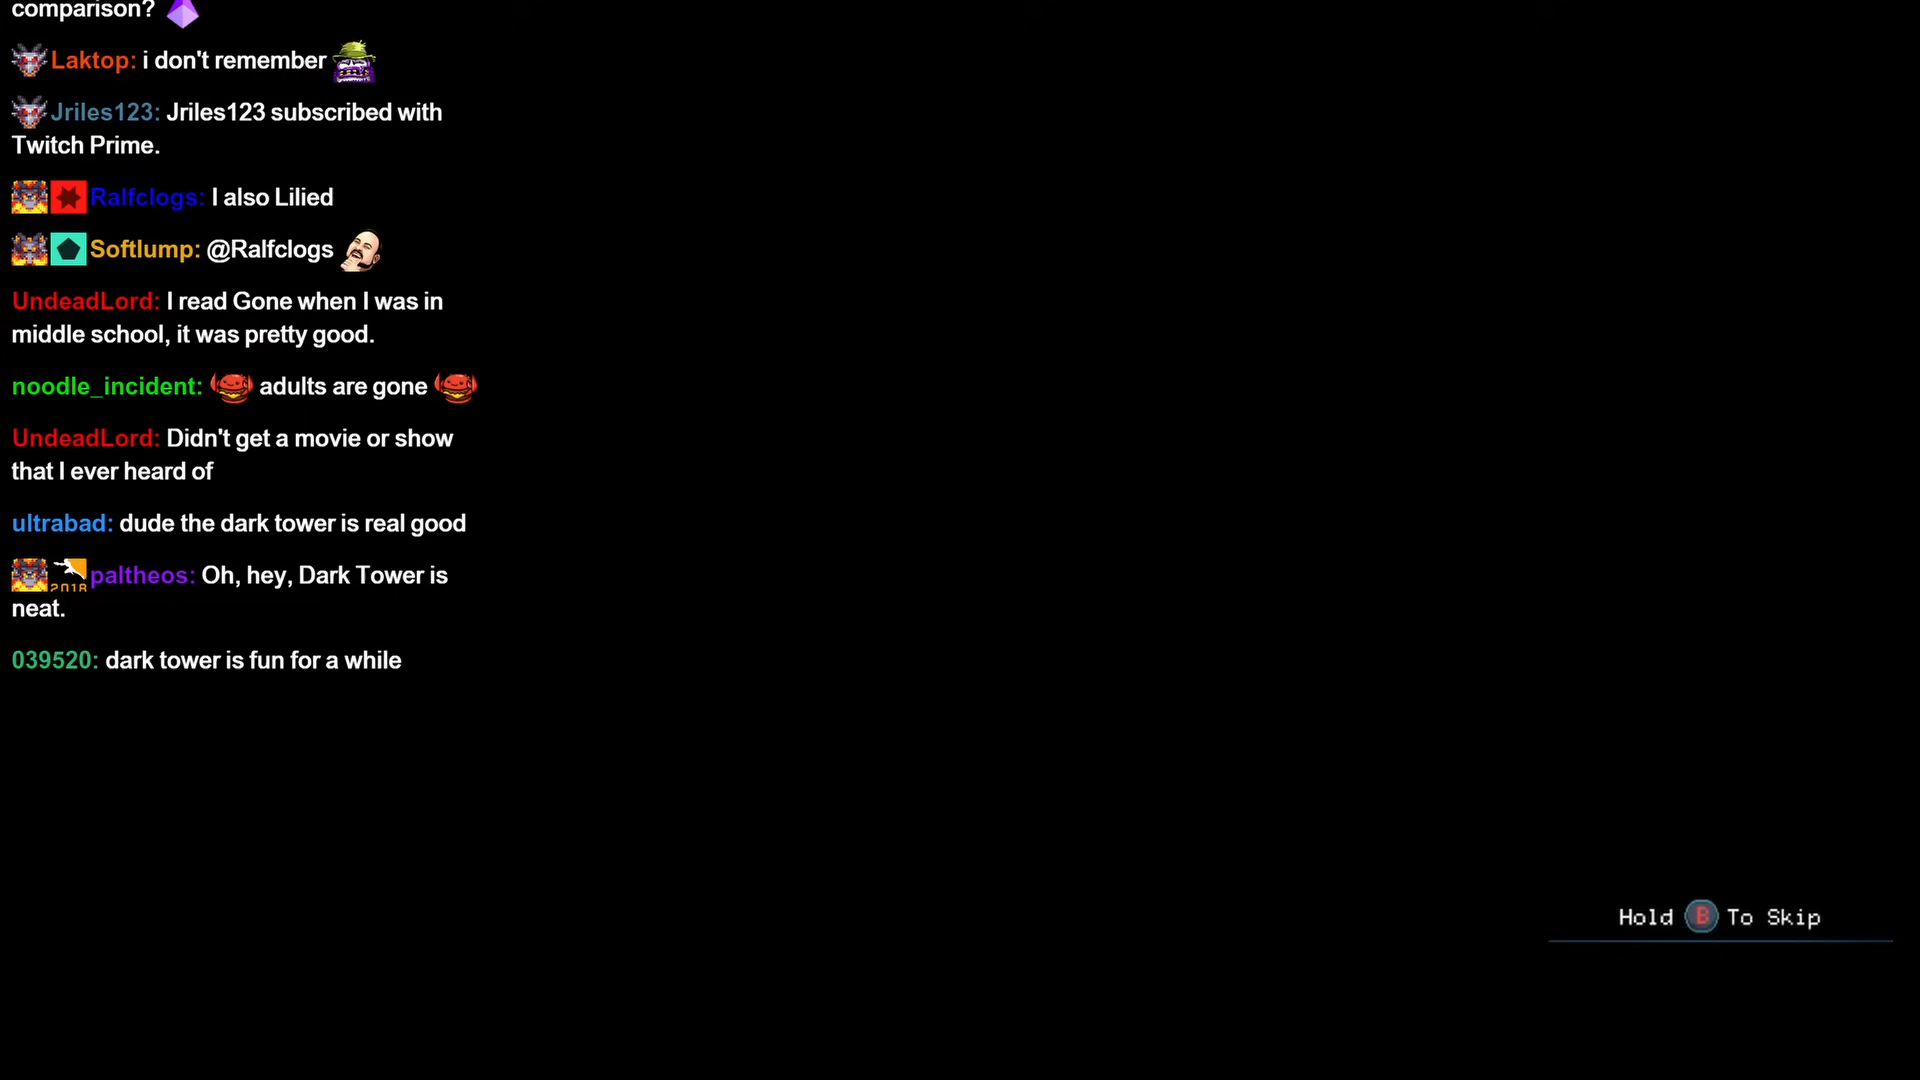 comparison?
Laktop: i don't remember
Jriles123: Jriles123 subscribed with
Twitch Prime.
Ralfclogs: I also Lilied
Softlump: @Ralfclogs
UndeadLord: I read Gone when I was in
middle school, it was pretty good.
noodle_incident: adults are gone
UndeadLord: Didn't get a movie or show
that I ever heard of
ultrabad: dude the dark tower is real good
2018 paltheos: Oh, hey, Dark Tower is
neat.
039520: dark tower is fun for a while
Hold B To Skip